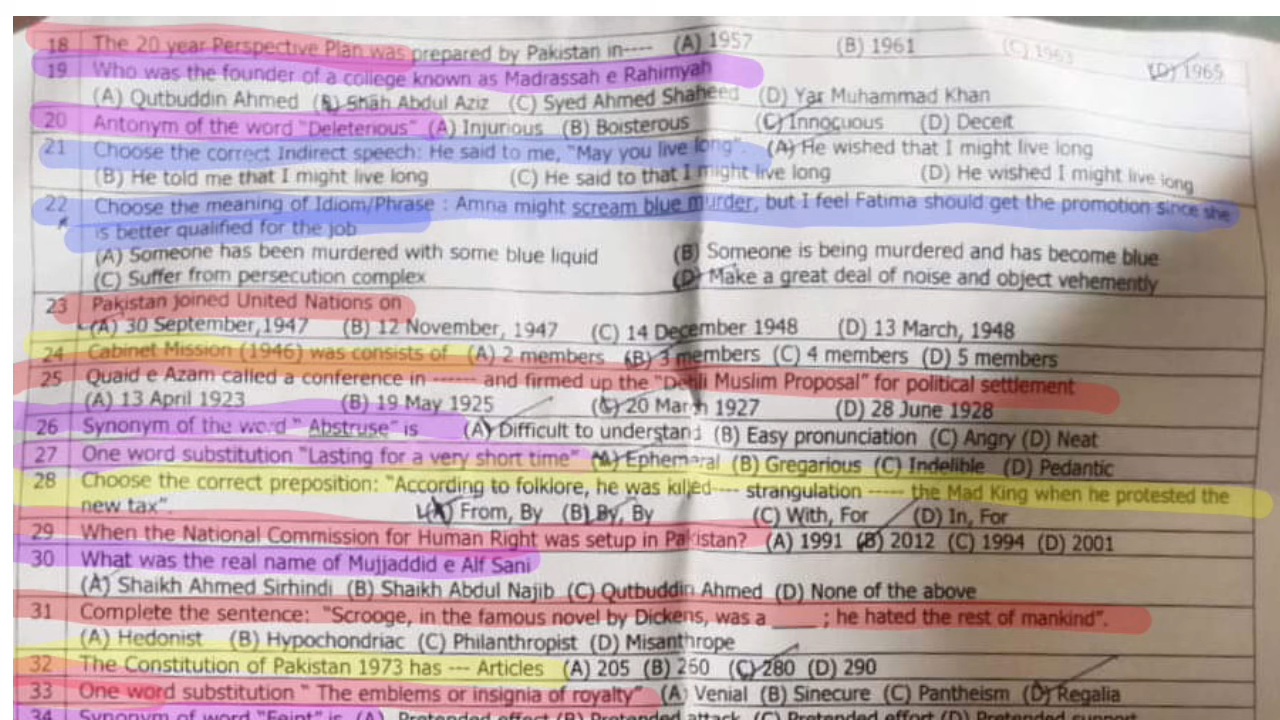 18 The 20 year Perspective Plan was prepared by Pakistan in---- (A) 1957 (B) 1961 (C) 1963 (D) 1965
19 Who was the founder of a college known as Madrassah e Rahimyah
(A) Qutbuddin Ahmed (B) Shah Abdul Aziz (C) Syed Ahmed Shaheed (D) Yar Muhammad Khan
20 Antonym of the word "Deleterious" (A) Injurious (B) Boisterous (C) Innocuous (D) Deceit
21 Choose the correct Indirect speech: He said to me, "May you live long". (A) He wished that I might live long
(B) He told me that I might live long (C) He said to that I might live long (D) He wished I might live long
22 Choose the meaning of Idiom/Phrase : Amna might scream blue murder, but I feel Fatima should get the promotion since she
is better qualified for the job
(A) Someone has been murdered with some blue liquid (B) Someone is being murdered and has become blue
(C) Suffer from persecution complex (D) Make a great deal of noise and object vehemently
23 Pakistan joined United Nations on
(A) 30 September,1947 (B) 12 November, 1947 (C) 14 December 1948 (D) 13 March, 1948
24 Cabinet Mission (1946) was consists of (A) 2 members (B) 3 members (C) 4 members (D) 5 members
25 Quaid e Azam called a conference in ------ and firmed up the "Dehli Muslim Proposal" for political settlement
(A) 13 April 1923 (B) 19 May 1925 (C) 20 March 1927 (D) 28 June 1928
26 Synonym of the word " Abstruse" is (A) Difficult to understand (B) Easy pronunciation (C) Angry (D) Neat
27 One word substitution "Lasting for a very short time" (A) Ephemeral (B) Gregarious (C) Indelible (D) Pedantic
28 Choose the correct preposition: "According to folklore, he was killed---- strangulation ----- the Mad King when he protested the
new tax". (A) From, By (B) By, By (C) With, For (D) In, For
29 When the National Commission for Human Right was setup in Pakistan? (A) 1991 (B) 2012 (C) 1994 (D) 2001
30 What was the real name of Mujjaddid e Alf Sani
(A) Shaikh Ahmed Sirhindi (B) Shaikh Abdul Najib (C) Qutbuddin Ahmed (D) None of the above
31 Complete the sentence: "Scrooge, in the famous novel by Dickens, was a ____ ; he hated the rest of mankind".
(A) Hedonist (B) Hypochondriac (C) Philanthropist (D) Misanthrope
32 The Constitution of Pakistan 1973 has --- Articles (A) 205 (B) 260 (C) 280 (D) 290
33 One word substitution " The emblems or insignia of royalty" (A) Venial (B) Sinecure (C) Pantheism (D) Regalia
34 Synonym of word "Feint" is (A) Pretended effect (B) Pretended attack (C) Pretended effort (D) Pretended support